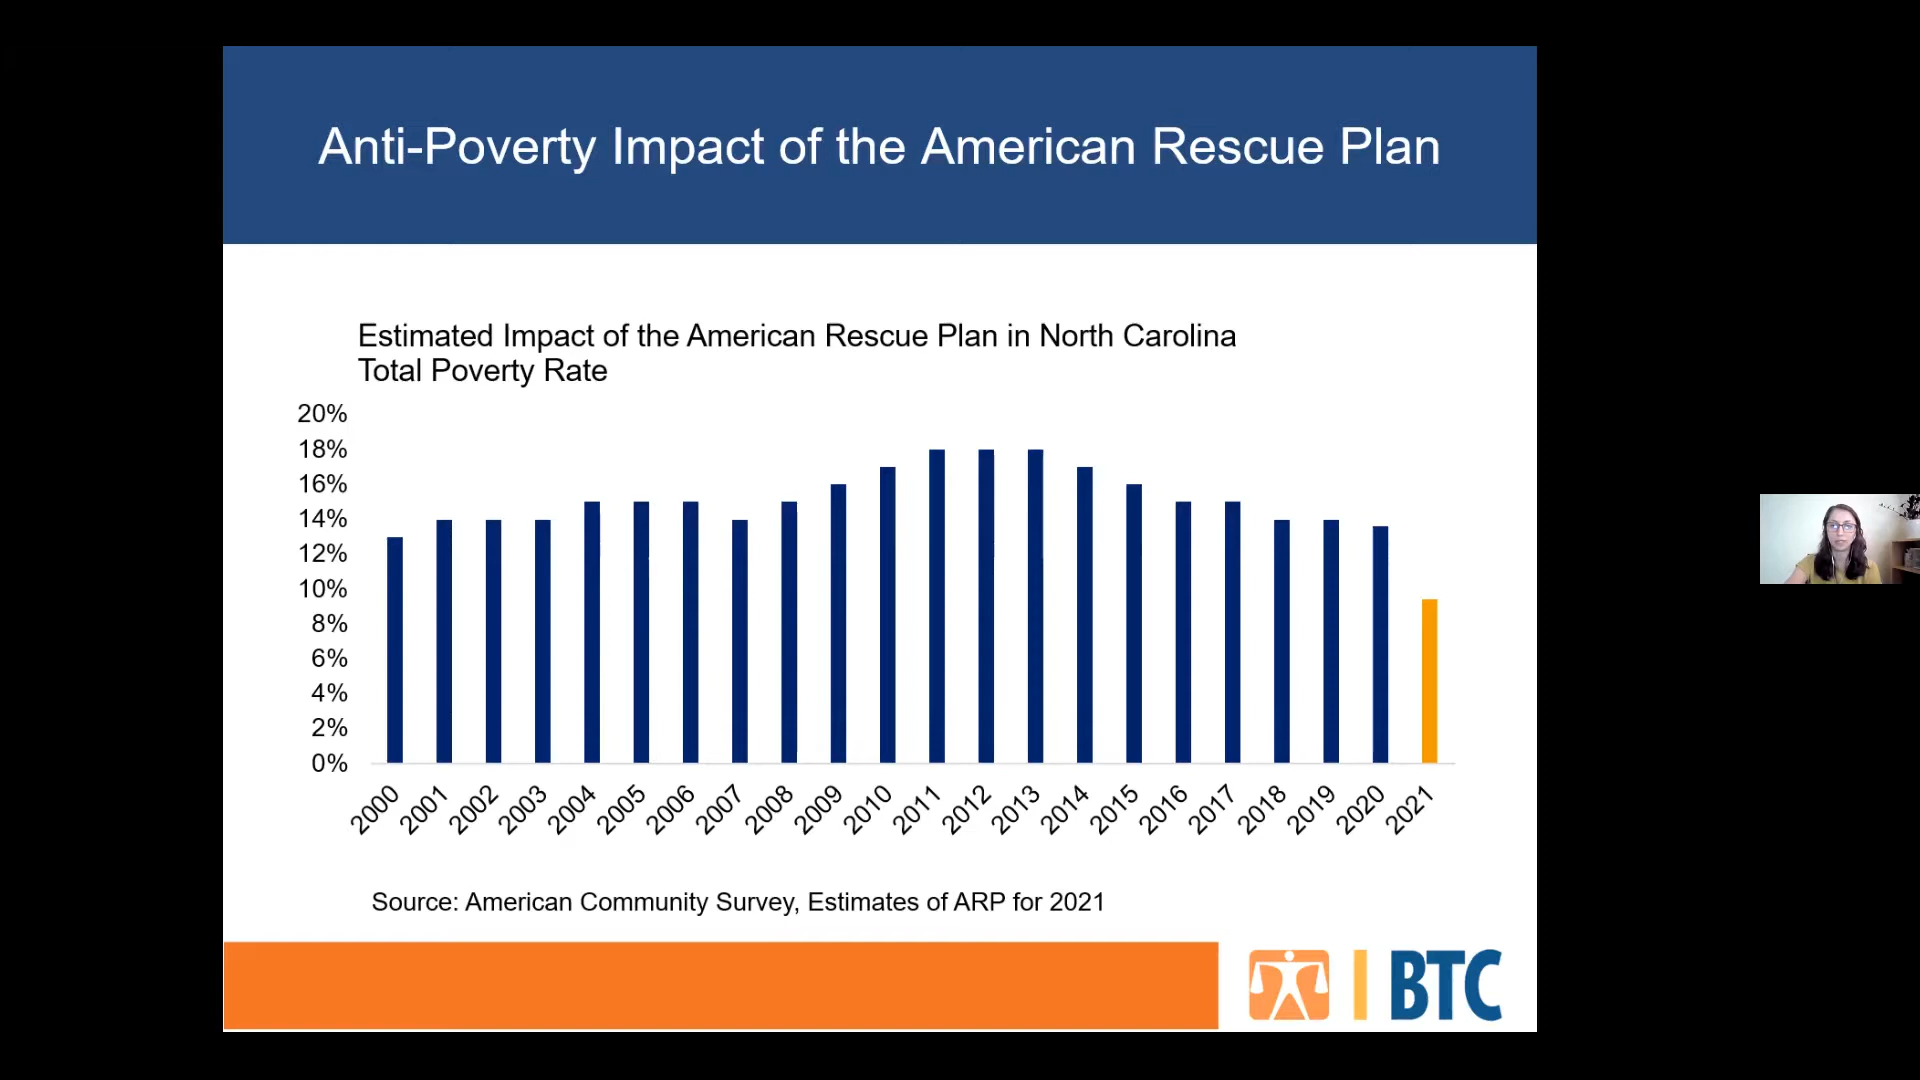 Anti-Poverty Impact of the American Rescue Plan
Estimated Impact of the American Rescue Plan in North Carolina
Total Poverty Rate
20%
18%
16%
14%
12%
10%
8%
6%
4%
2%
0%
2000 2001 2002 2003 2004 2005 2006 2007 2008 2009 2010 2011 2012 2013 2014 2015 2016 2017 2018 2019 2020 2021
Source: American Community Survey, Estimates of ARP for 2021
BTC